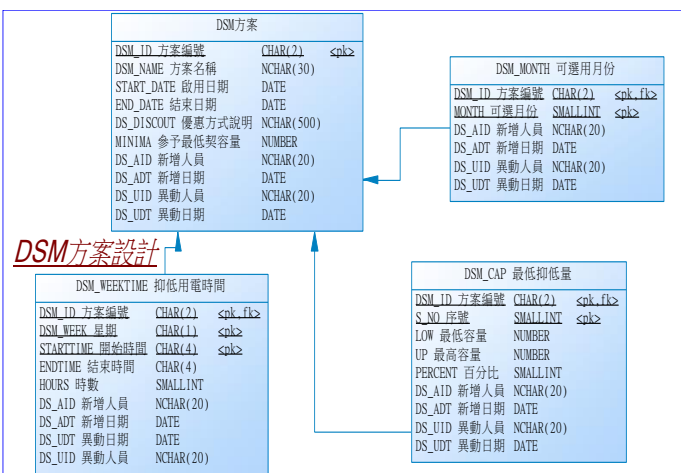 DSM方案
DSM_ID 方案編號 CHAR(2) <pk>
DSM_NAME 方案名稱 NCHAR(30)
START_DATE 啟用日期 DATE
END_DATE 結束日期 DATE
DS_DISCOUT 優惠方式說明 NCHAR(500)
MINIMA 參予最低契容量 NUMBER
DS_AID 新增人員 NCHAR(20)
DS_ADT 新增日期 DATE
DS_UID 異動人員 NCHAR(20)
DS_UDT 異動日期 DATE
DSM_MONTH 可選用月份
DSM_ID 方案編號 CHAR(2) <pk,fk>
MONTH 可選月份 SMALLINT <pk>
DS_AID 新增人員 NCHAR(20)
DS_ADT 新增日期 DATE
DS_UID 異動人員 NCHAR(20)
DS_UDT 異動日期 DATE
DSM方案設計
DSM_WEEKTIME 抑低用電時間
DSM_ID 方案編號 CHAR(2) <pk,fk>
DSM_WEEK 星期 CHAR(1) <pk>
STARTTIME 開始時間 CHAR(4) <pk>
ENDTIME 結束時間 CHAR(4)
HOURS 時數 SMALLINT
DS_AID 新增人員 NCHAR(20)
DS_ADT 新增日期 DATE
DS_UDT 異動日期 DATE
DS_UID 異動人員 NCHAR(20)
DSM_CAP 最低抑低量
DSM_ID 方案編號 CHAR(2) <pk,fk>
S_NO 序號 SMALLINT <pk>
LOW 最低容量 NUMBER
UP 最高容量 NUMBER
PERCENT 百分比 SMALLINT
DS_AID 新增人員 NCHAR(20)
DS_ADT 新增日期 DATE
DS_UID 異動人員 NCHAR(20)
DS_UDT 異動日期 DATE